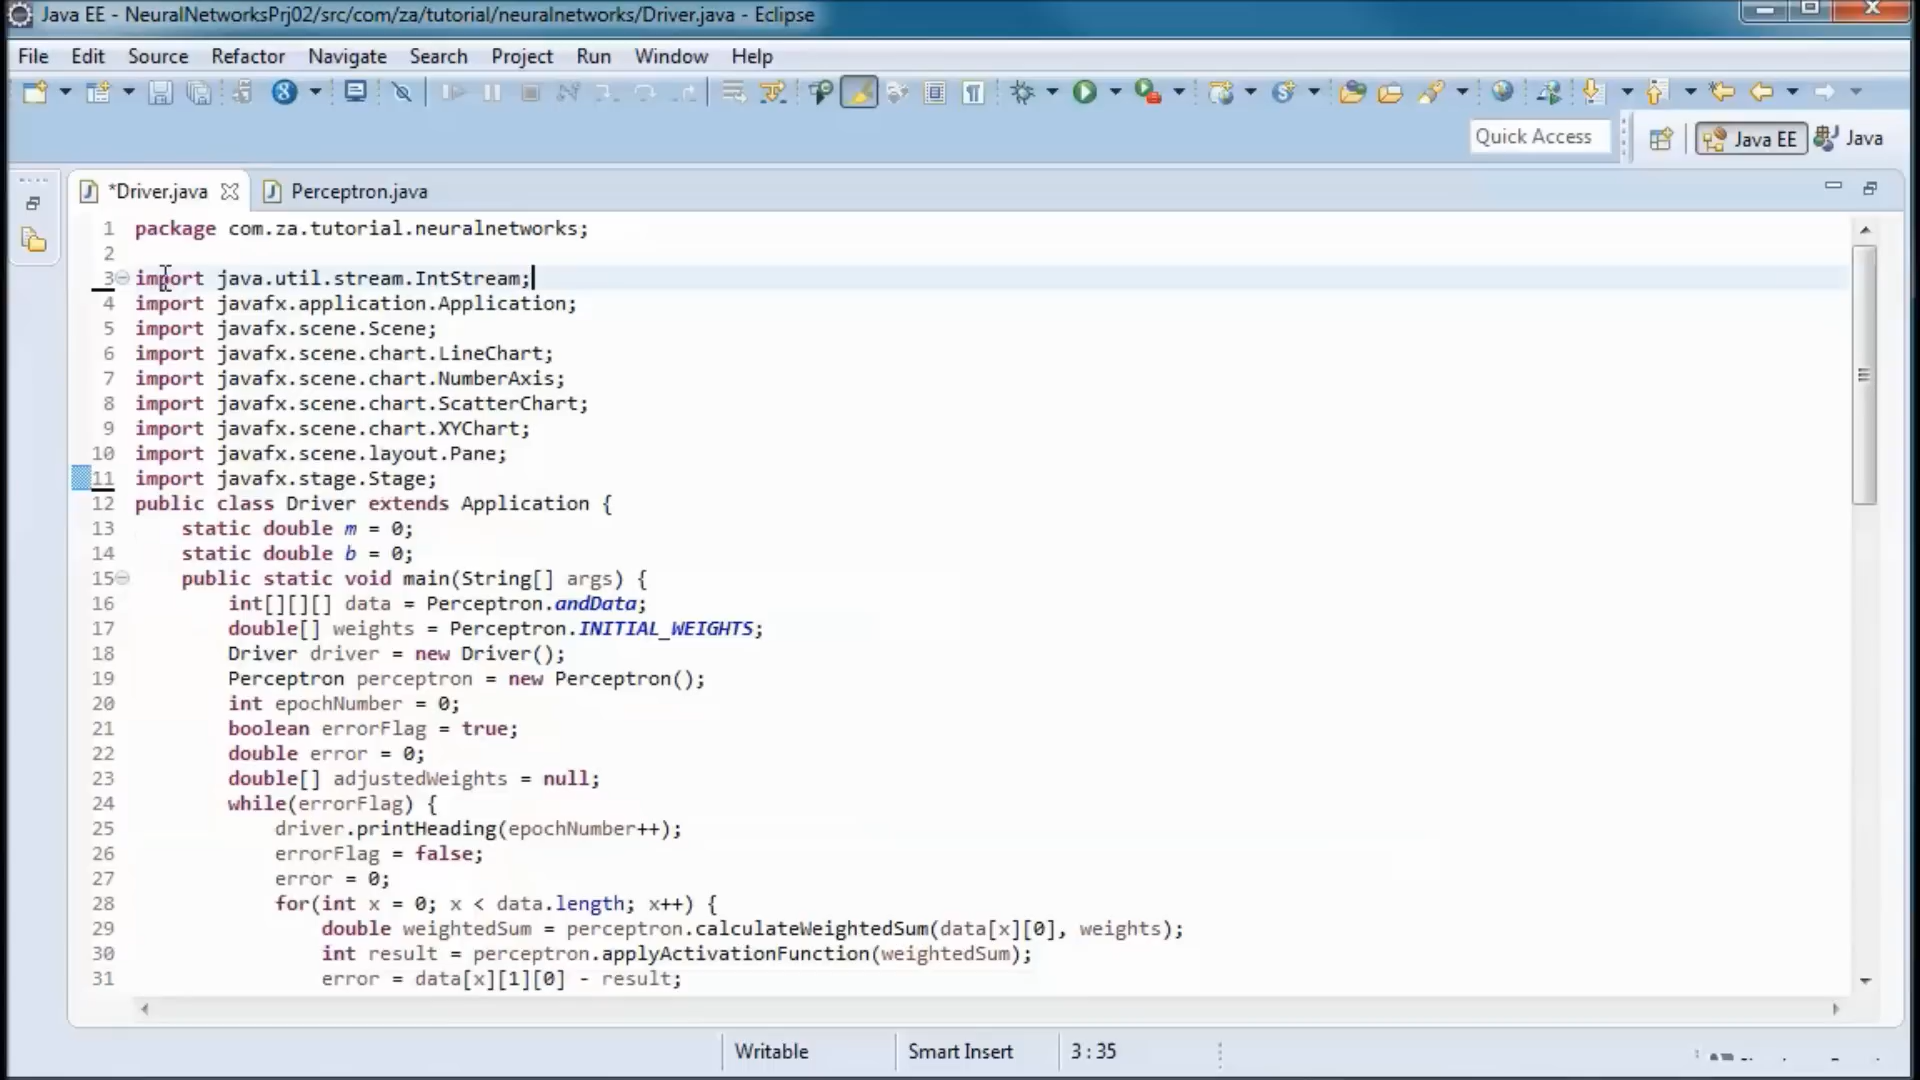 Java EE - NeuralNetworksPrj02/src/com/za/tutorial/neuralnetworks/Driver.java - Eclipse
File Edit Source Refactor Navigate Search Project Run Window Help
Quick Access Java EE Java
*Driver.java Perceptron.java
1 package com.za.tutorial.neuralnetworks;
2
3 import java.util.stream.IntStream;
4 import javafx.application.Application;
5 import javafx.scene.Scene;
6 import javafx.scene.chart.LineChart;
7 import javafx.scene.chart.NumberAxis;
8 import javafx.scene.chart.ScatterChart;
9 import javafx.scene.chart.XYChart;
10 import javafx.scene.layout.Pane;
11 import javafx.stage.Stage;
12 public class Driver extends Application {
13 static double m = 0;
14 static double b = 0;
15 public static void main(String[] args) {
16 int[][][] data = Perceptron.andData;
17 double[] weights = Perceptron.INITIAL_WEIGHTS;
18 Driver driver = new Driver();
19 Perceptron perceptron = new Perceptron();
20 int epochNumber = 0;
21 boolean errorFlag = true;
22 double error = 0;
23 double[] adjustedWeights = null;
24 while(errorFlag) {
25 driver.printHeading(epochNumber++);
26 errorFlag = false;
27 error = 0;
28 for(int x = 0; x < data.length; x++) {
29 double weightedSum = perceptron.calculateWeightedSum(data[x][0], weights);
30 int result = perceptron.applyActivationFunction(weightedSum);
31 error = data[x][1][0] - result;
Writable Smart Insert 3 : 35